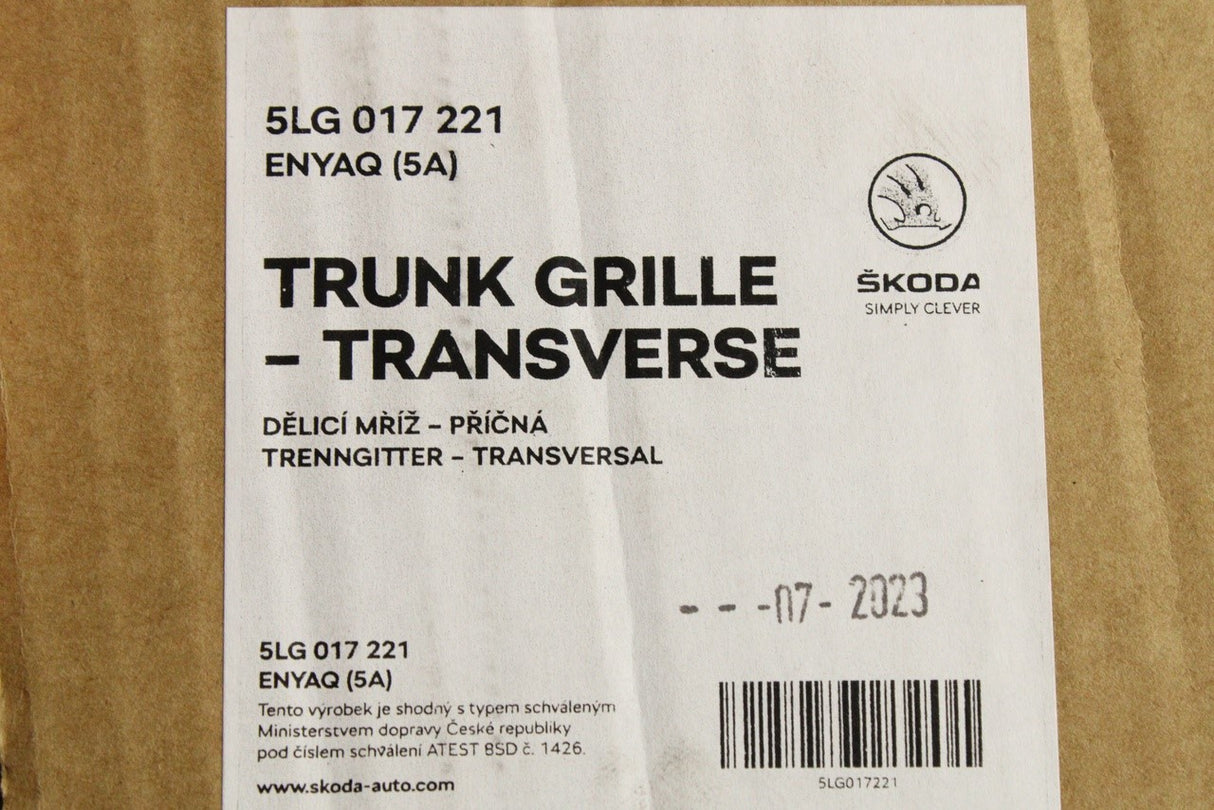 5LG 017 221
ENYAQ (5A)
ŠKODA
SIMPLY CLEVER
TRUNK GRILLE
– TRANSVERSE
DĚLICÍ MŘÍŽ – PŘÍČNÁ
TRENNGITTER – TRANSVERSAL
- - -07- 2023
5LG 017 221
ENYAQ (5A)
Tento výrobek je shodný s typem schváleným
Ministerstvem dopravy České republiky
pod číslem schválení ATEST 8SD č. 1426.
www.skoda-auto.com
5LG017221